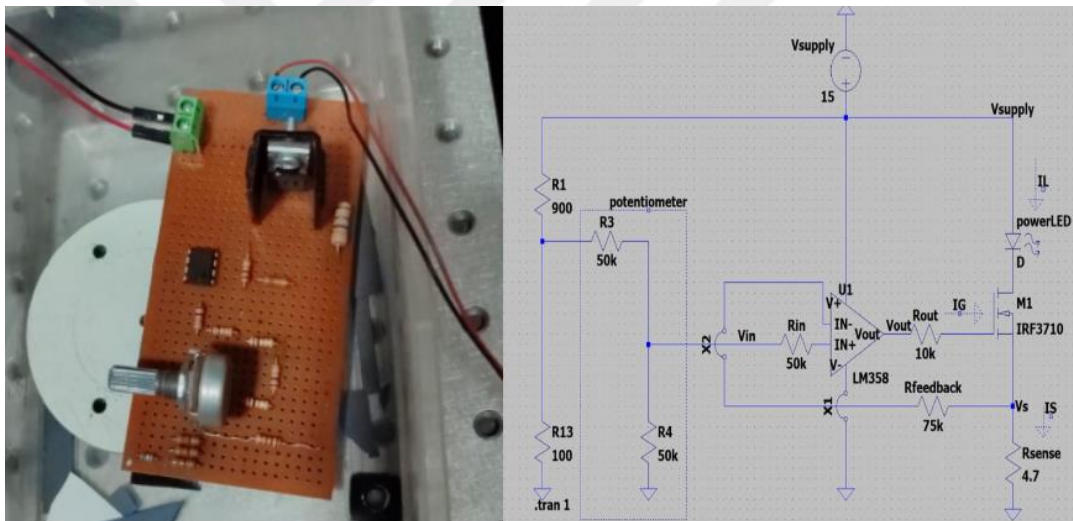 Vsupply
15
Vsupply
R1
900
potentiometer
R3
50k
IL
powerLED
D
U1
V+
IN-
IN+
Vout
V-
LM358
X2
Vin
Rin
50k
Vout
Rout
10k
IG
M1
IRF3710
X1
Rfeedback
75k
Vs
IS
R13
100
R4
50k
Rsense
4.7
.tran 1